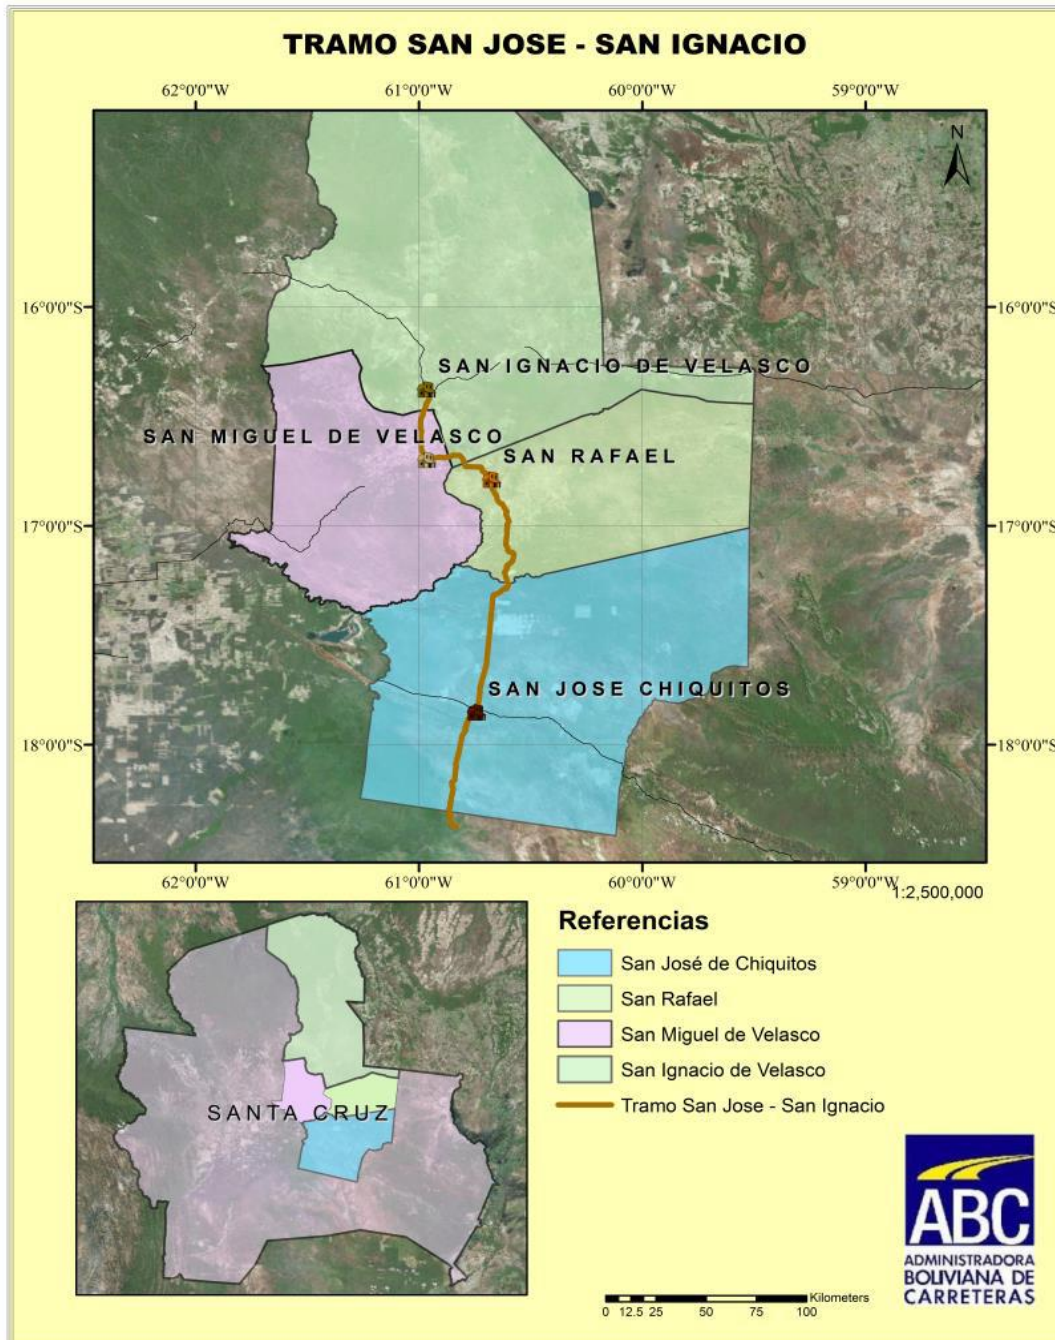 TRAMO SAN JOSE - SAN IGNACIO
62°0'0"W 61°0'0"W 60°0'0"W 59°0'0"W
N
16°0'0"S 16°0'0"S
SAN IGNACIO DE VELASCO
SAN MIGUEL DE VELASCO
SAN RAFAEL
17°0'0"S 17°0'0"S
SAN JOSE CHIQUITOS
18°0'0"S 18°0'0"S
62°0'0"W 61°0'0"W 60°0'0"W 59°0'0"W
1:2,500,000
Referencias
San José de Chiquitos
San Rafael
San Miguel de Velasco
San Ignacio de Velasco
Tramo San Jose - San Ignacio
SANTA CRUZ
ABC
ADMINISTRADORA
BOLIVIANA DE
CARRETERAS
Kilometers
0 12.5 25 50 75 100